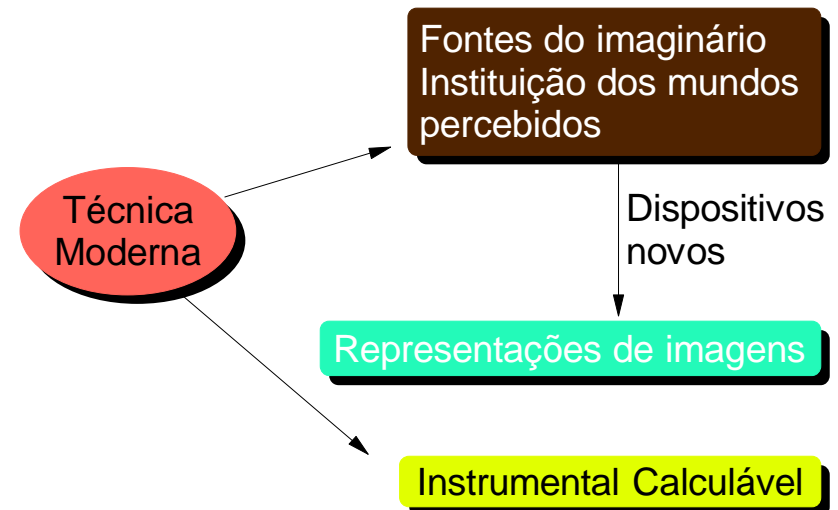 Fontes do imaginário
Instituição dos mundos
percebidos
Técnica
Moderna
Dispositivos
novos
Representações de imagens
Instrumental Calculável